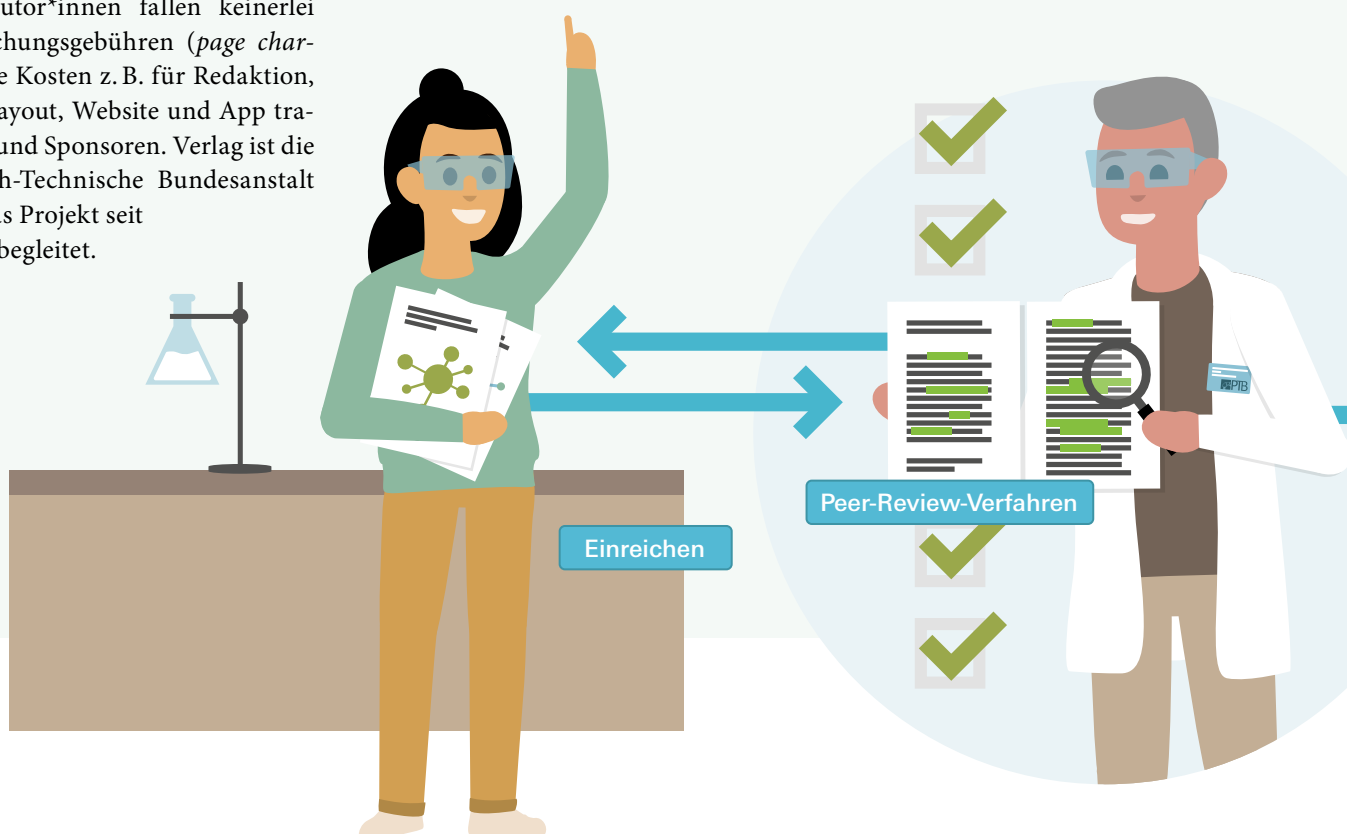 utor*innen fallen keinerlei
chungsgebühren (page char-
e Kosten z. B. für Redaktion,
ayout, Website und App tra-
und Sponsoren. Verlag ist die
h-Technische Bundesanstalt
as Projekt seit
begleitet.
PTB
Peer-Review-Verfahren
Einreichen